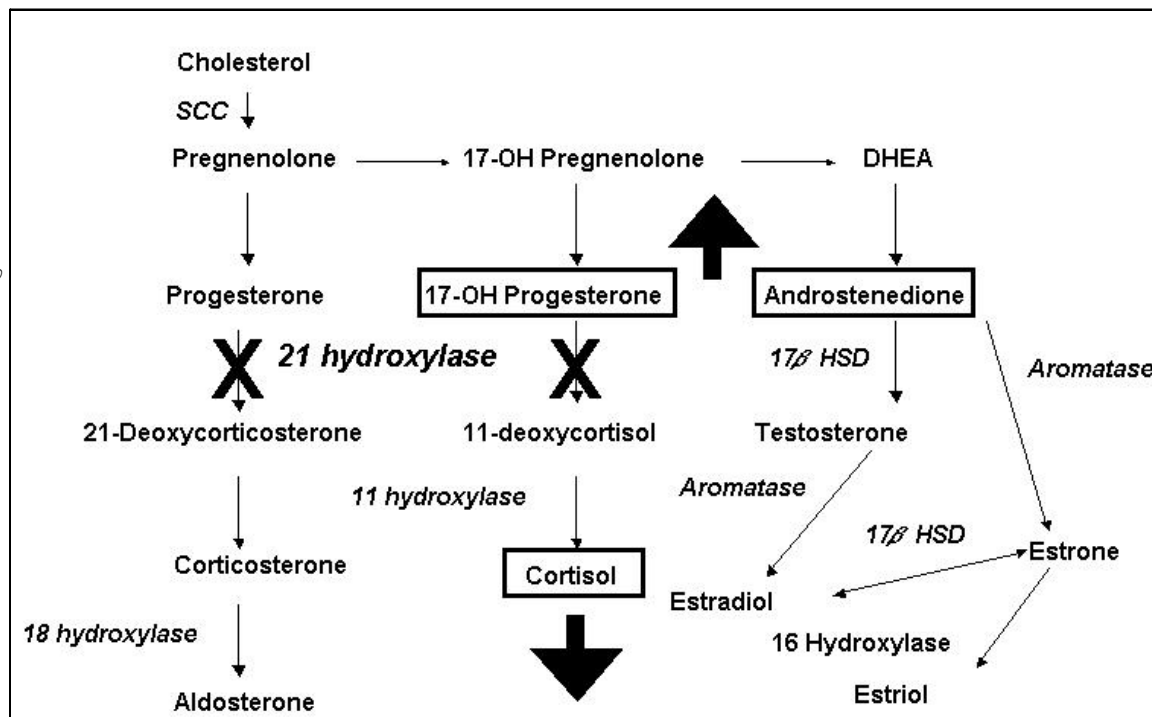 Cholesterol
SCC
Pregnenolone 17-OH Pregnenolone DHEA
Progesterone 17-OH Progesterone Androstenedione
X 21 hydroxylase X 17β HSD Aromatase
21-Deoxycorticosterone 11-deoxycortisol Testosterone
11 hydroxylase Aromatase
17β HSD
Corticosterone Cortisol Estrone
Estradiol
18 hydroxylase 16 Hydroxylase
Aldosterone Estriol